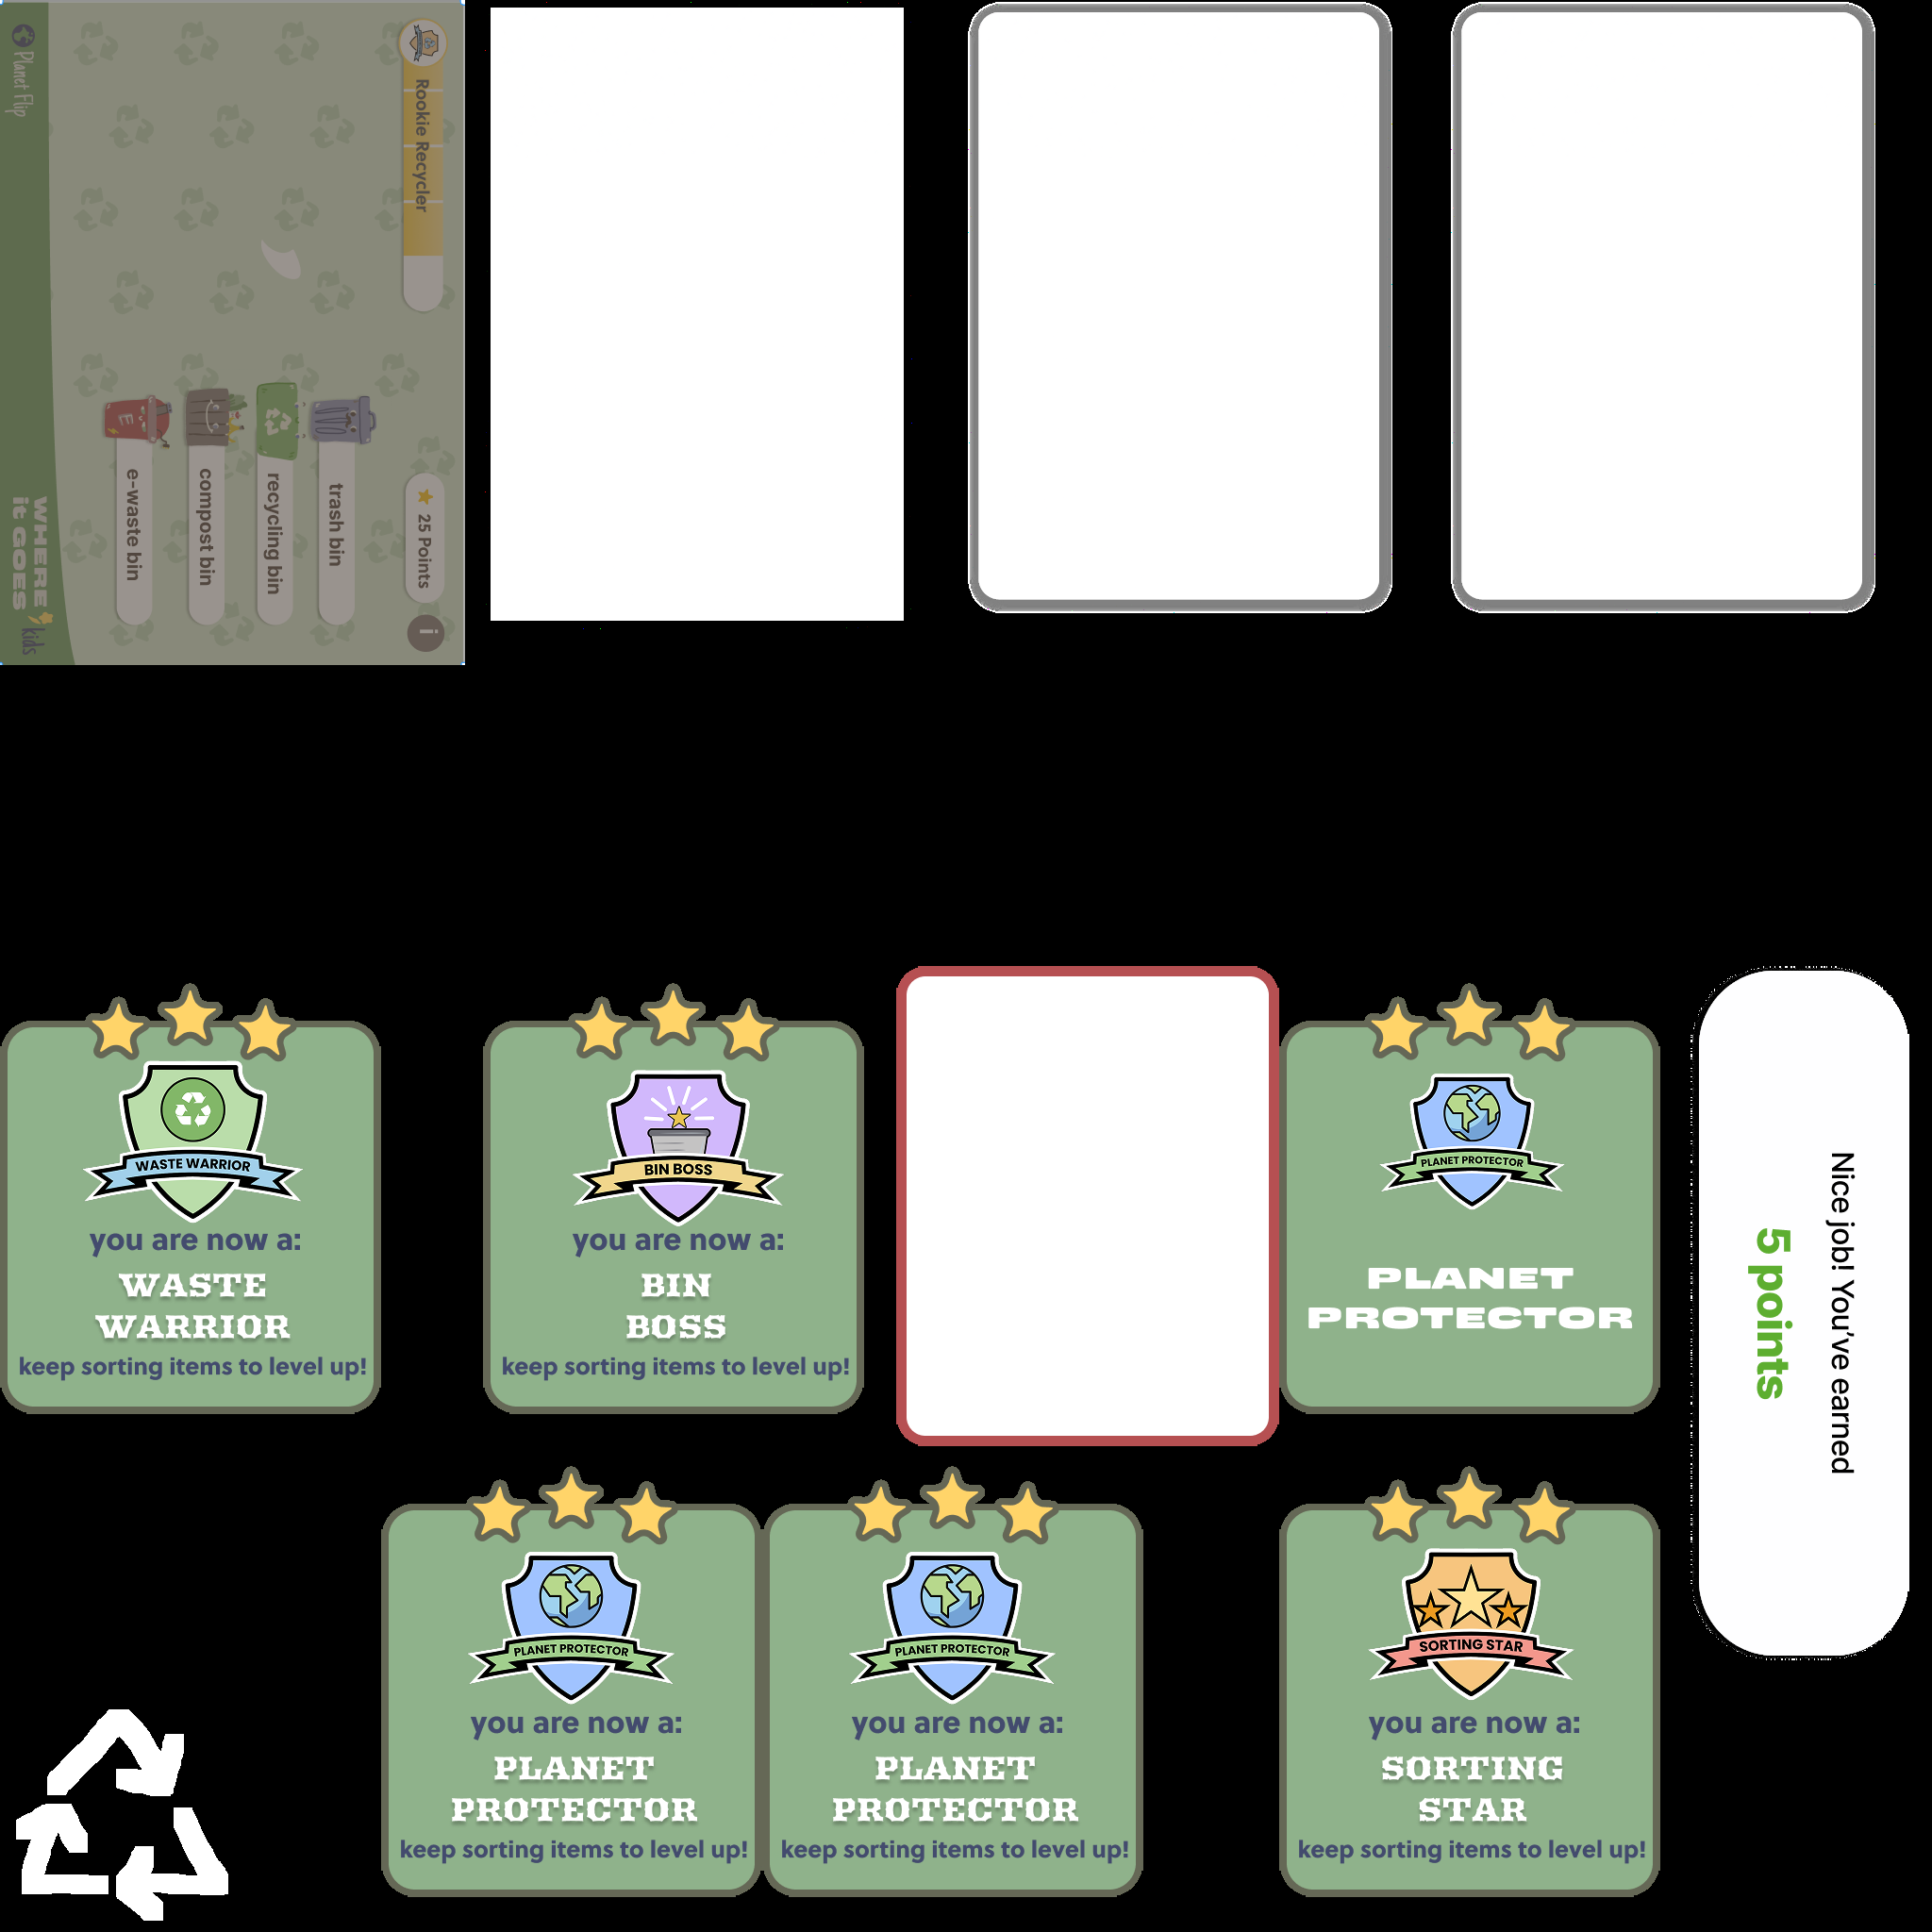 Rookie Recycler
25 Points
i
trash bin
recycling bin
compost bin
E
e-waste bin
Planet Flip
WHERE
it GOES
kids
WASTE WARRIOR
you are now a:
WASTE
WARRIOR
keep sorting items to level up!
BIN BOSS
you are now a:
BIN
BOSS
keep sorting items to level up!
PLANET PROTECTOR
PLANET
PROTECTOR
Nice job! You've earned
5 points
PLANET PROTECTOR
you are now a:
PLANET
PROTECTOR
keep sorting items to level up!
PLANET PROTECTOR
you are now a:
PLANET
PROTECTOR
keep sorting items to level up!
SORTING STAR
you are now a:
SORTING
STAR
keep sorting items to level up!